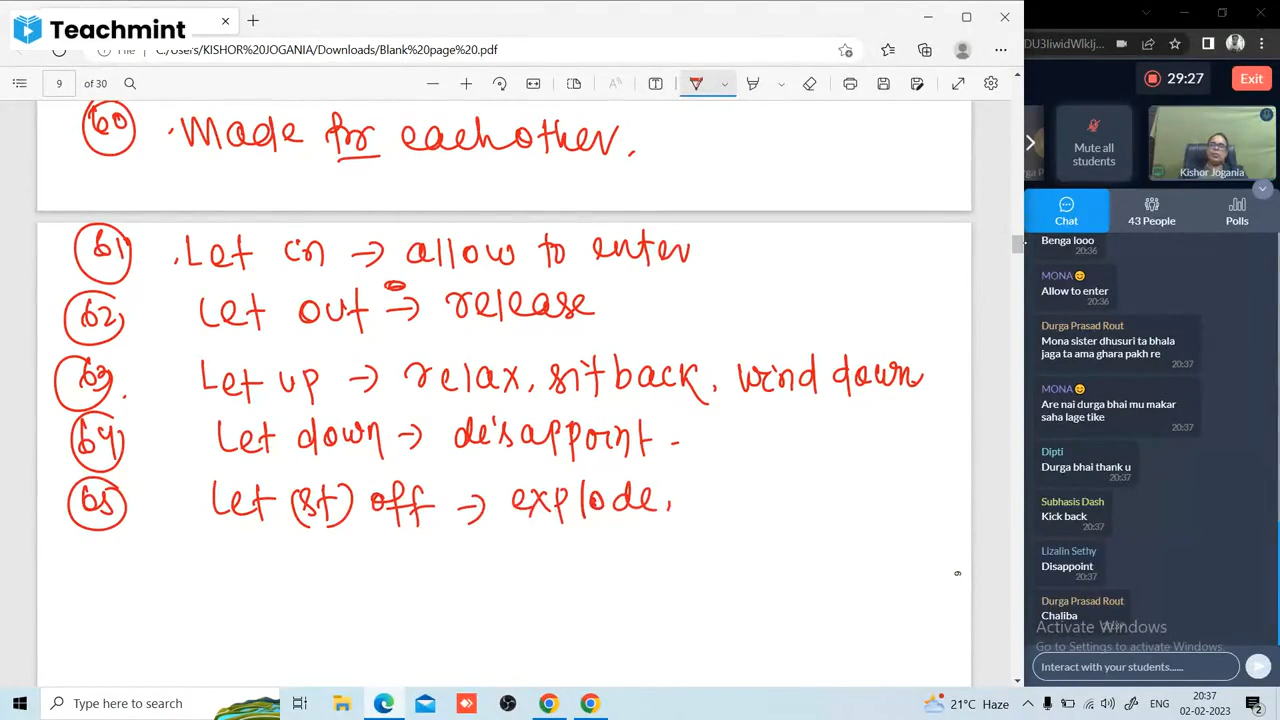 Teachmint
File
C:/Users/KISHOR%20JOGANIA/Downloads/Blank%20page%20.pdf
9 of 30
60 . Made for eachother.
61 . Let in → allow to enter
62 Let out → release
63 . Let up → relax, sit back, wind down
64 Let down → disappoint -
65 Let (st) off → explode,
9
DU3IiwidWlkIj
29:27
Exit
Mute all students
Kishor Jogania
Chat
43 People
Polls
Benga looo
20:36
MONA😊
Allow to enter
20:36
Durga Prasad Rout
Mona sister dhusuri ta bhala
jaga ta ama ghara pakh re
20:37
MONA😊
Are nai durga bhai mu makar
saha lage tike
20:37
Dipti
Durga bhai thank u
20:37
Subhasis Dash
Kick back
20:37
Lizalin Sethy
Disappoint
20:37
Durga Prasad Rout
Chaliba
Activate Windows
Go to Settings to activate Windows.
Interact with your students......
Type here to search
21°C Haze
ENG
20:37
02-02-2023
2